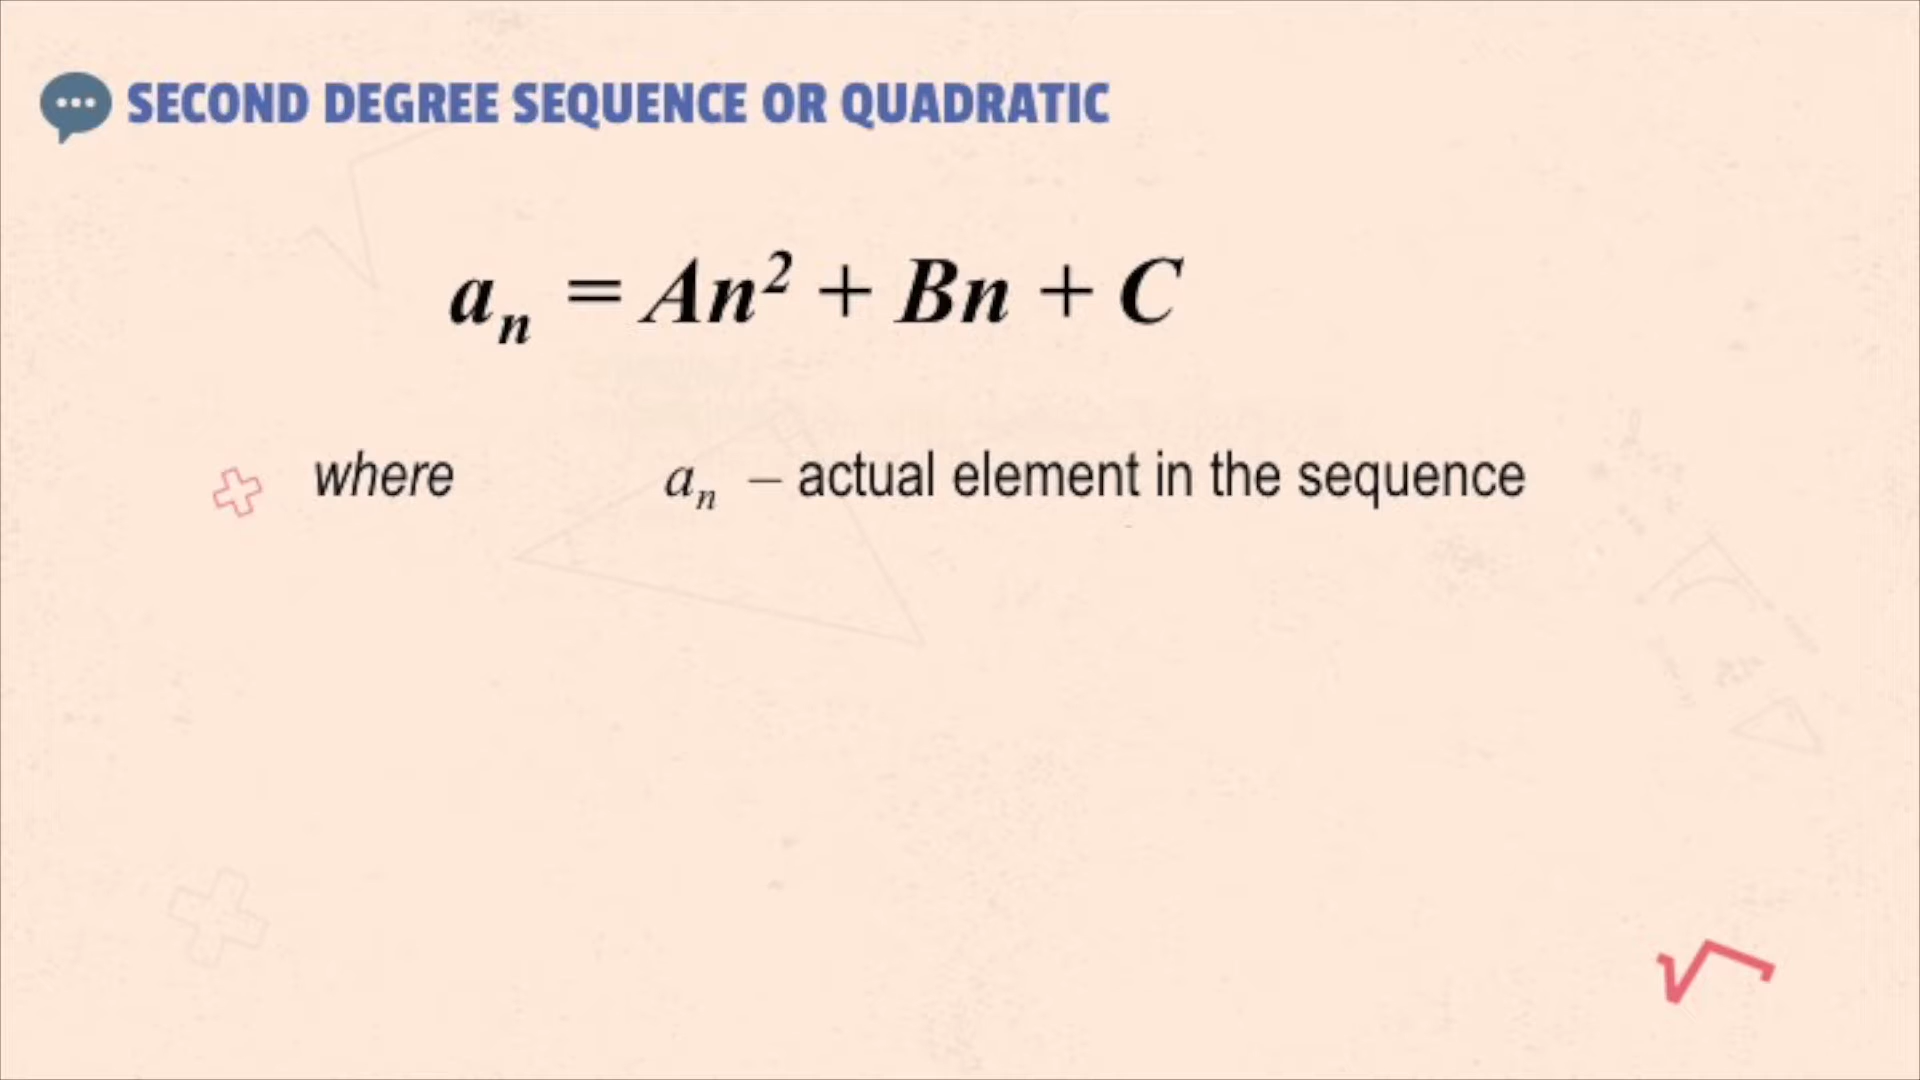 SECOND DEGREE SEQUENCE OR QUADRATIC
aₙ = An² + Bn + C
where aₙ – actual element in the sequence